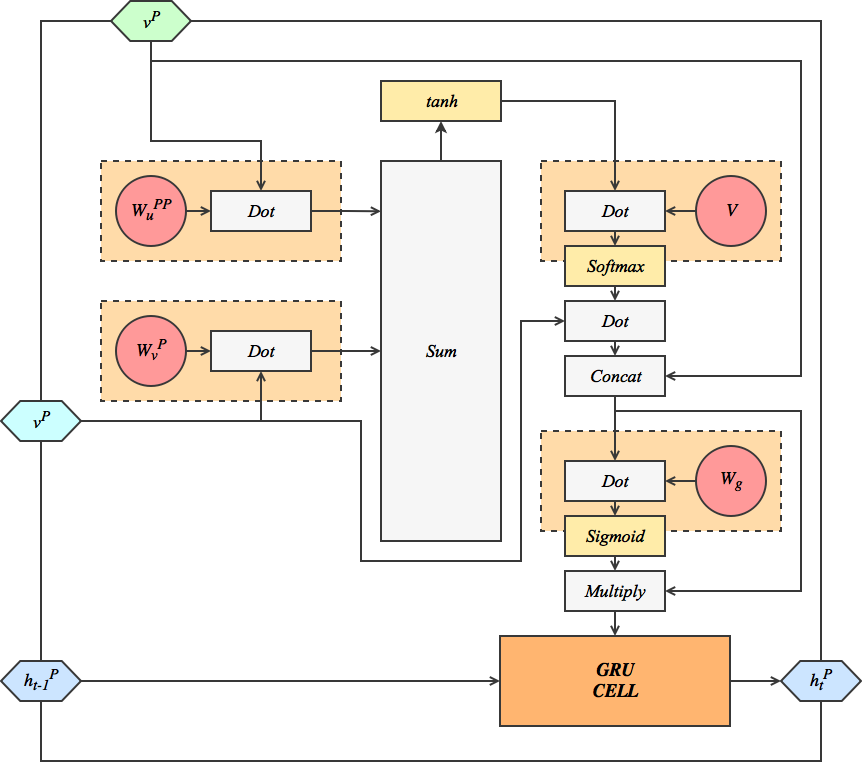 v^P
tanh
W_u^PP
Dot
Dot
V
Softmax
Dot
W_v^P
Dot
Sum
Concat
v^P
Dot
W_g
Sigmoid
Multiply
h_t-1^P
GRU
CELL
h_t^P